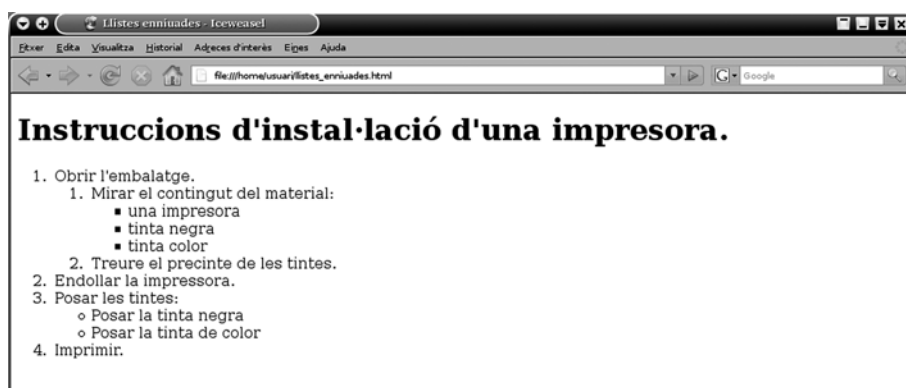 Llistes enniuades - Iceweasel
Fitxer Edita Visualitza Historial Adreces d'interès Eines Ajuda
file:///home/usuari/llistes_enniuades.html G Google
Instruccions d'instal·lació d'una impresora.
1. Obrir l'embalatge.
1. Mirar el contingut del material:
▪ una impresora
▪ tinta negra
▪ tinta color
2. Treure el precinte de les tintes.
2. Endollar la impressora.
3. Posar les tintes:
◦ Posar la tinta negra
◦ Posar la tinta de color
4. Imprimir.